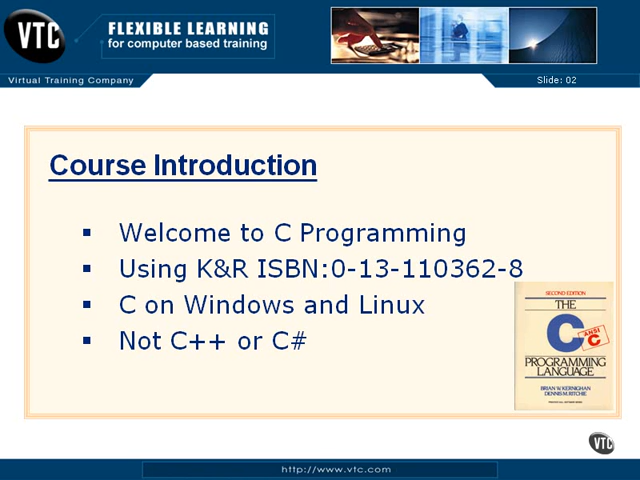 VTC
FLEXIBLE LEARNING
for computer based training
Virtual Training Company
Slide: 02
Course Introduction
▪ Welcome to C Programming
▪ Using K&R ISBN:0-13-110362-8
▪ C on Windows and Linux
▪ Not C++ or C#
SECOND EDITION
THE
C
ANSI
C
PROGRAMMING
LANGUAGE
BRIAN W. KERNIGHAN
DENNIS M. RITCHIE
VTC
http://www.vtc.com